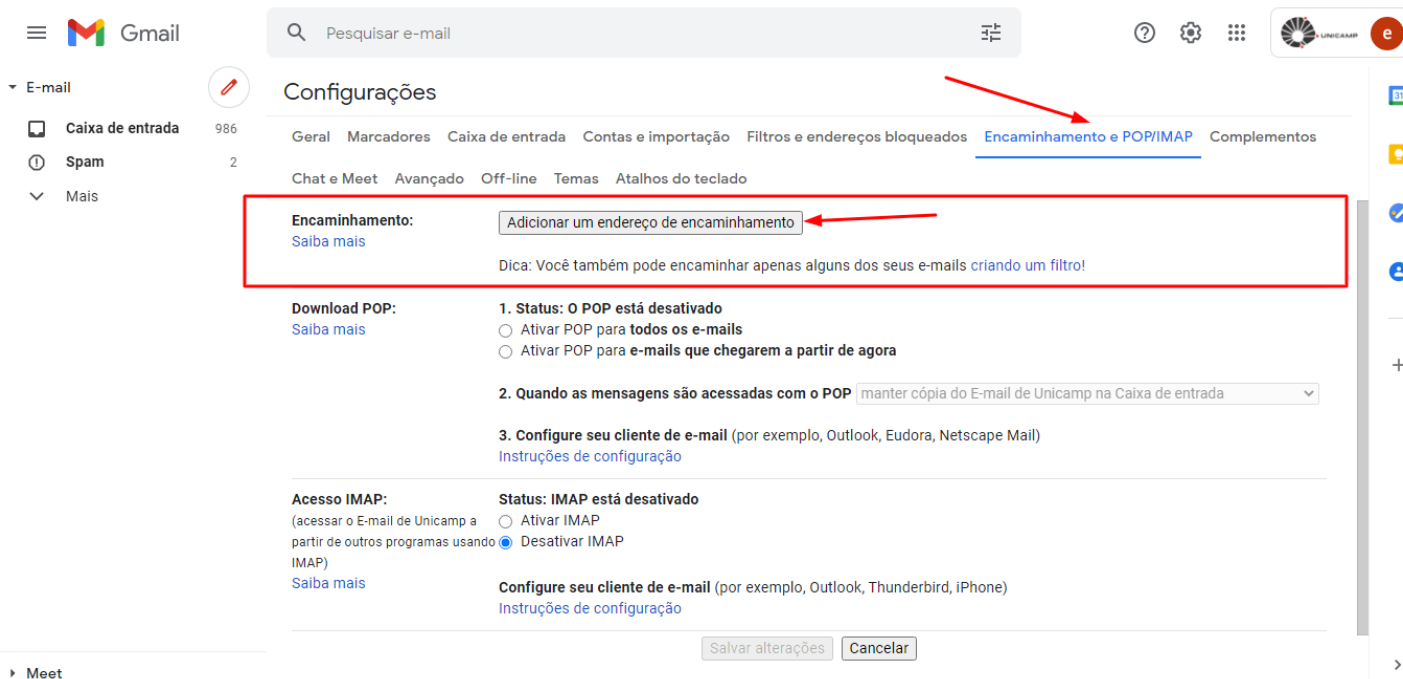 Gmail
Pesquisar e-mail
UNICAMP
e
E-mail
Caixa de entrada 986
Spam 2
Mais
Configurações
Geral Marcadores Caixa de entrada Contas e importação Filtros e endereços bloqueados Encaminhamento e POP/IMAP Complementos
Chat e Meet Avançado Off-line Temas Atalhos do teclado
Encaminhamento: Adicionar um endereço de encaminhamento
Saiba mais
Dica: Você também pode encaminhar apenas alguns dos seus e-mails criando um filtro!
Download POP: 1. Status: O POP está desativado
Saiba mais Ativar POP para todos os e-mails
Ativar POP para e-mails que chegarem a partir de agora
2. Quando as mensagens são acessadas com o POP manter cópia do E-mail de Unicamp na Caixa de entrada
3. Configure seu cliente de e-mail (por exemplo, Outlook, Eudora, Netscape Mail)
Instruções de configuração
Acesso IMAP: Status: IMAP está desativado
(acessar o E-mail de Unicamp a Ativar IMAP
partir de outros programas usando Desativar IMAP
IMAP)
Saiba mais Configure seu cliente de e-mail (por exemplo, Outlook, Thunderbird, iPhone)
Instruções de configuração
Salvar alterações Cancelar
Meet
31